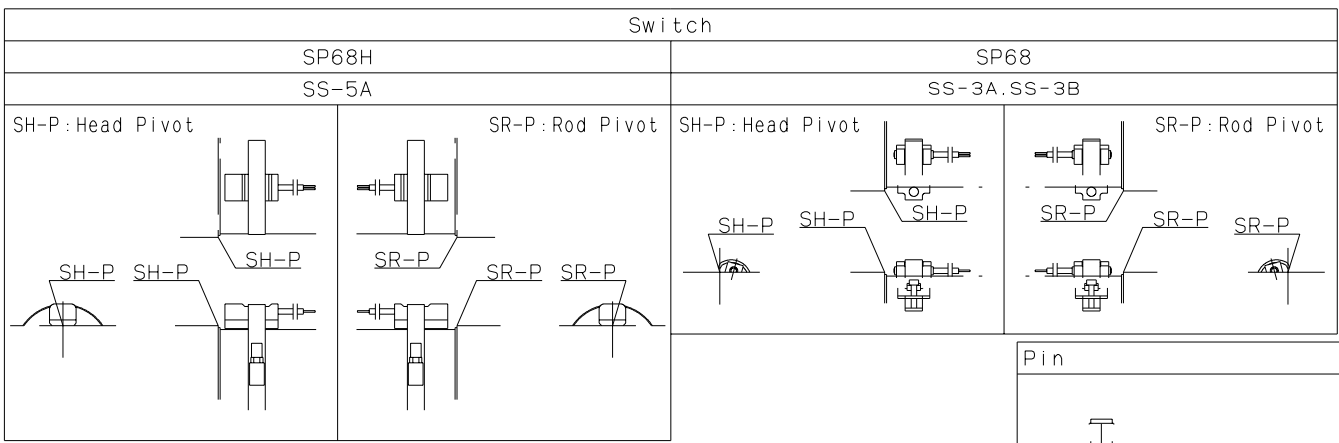 Switch
SP68H
SP68
SS-5A
SS-3A.SS-3B
SH-P:Head Pivot
SR-P:Rod Pivot
SH-P:Head Pivot
SR-P:Rod Pivot
SH-P
SR-P
SH-P
SH-P
SH-P
SR-P
SR-P
SR-P
SH-P
SH-P
SR-P
SR-P
Pin